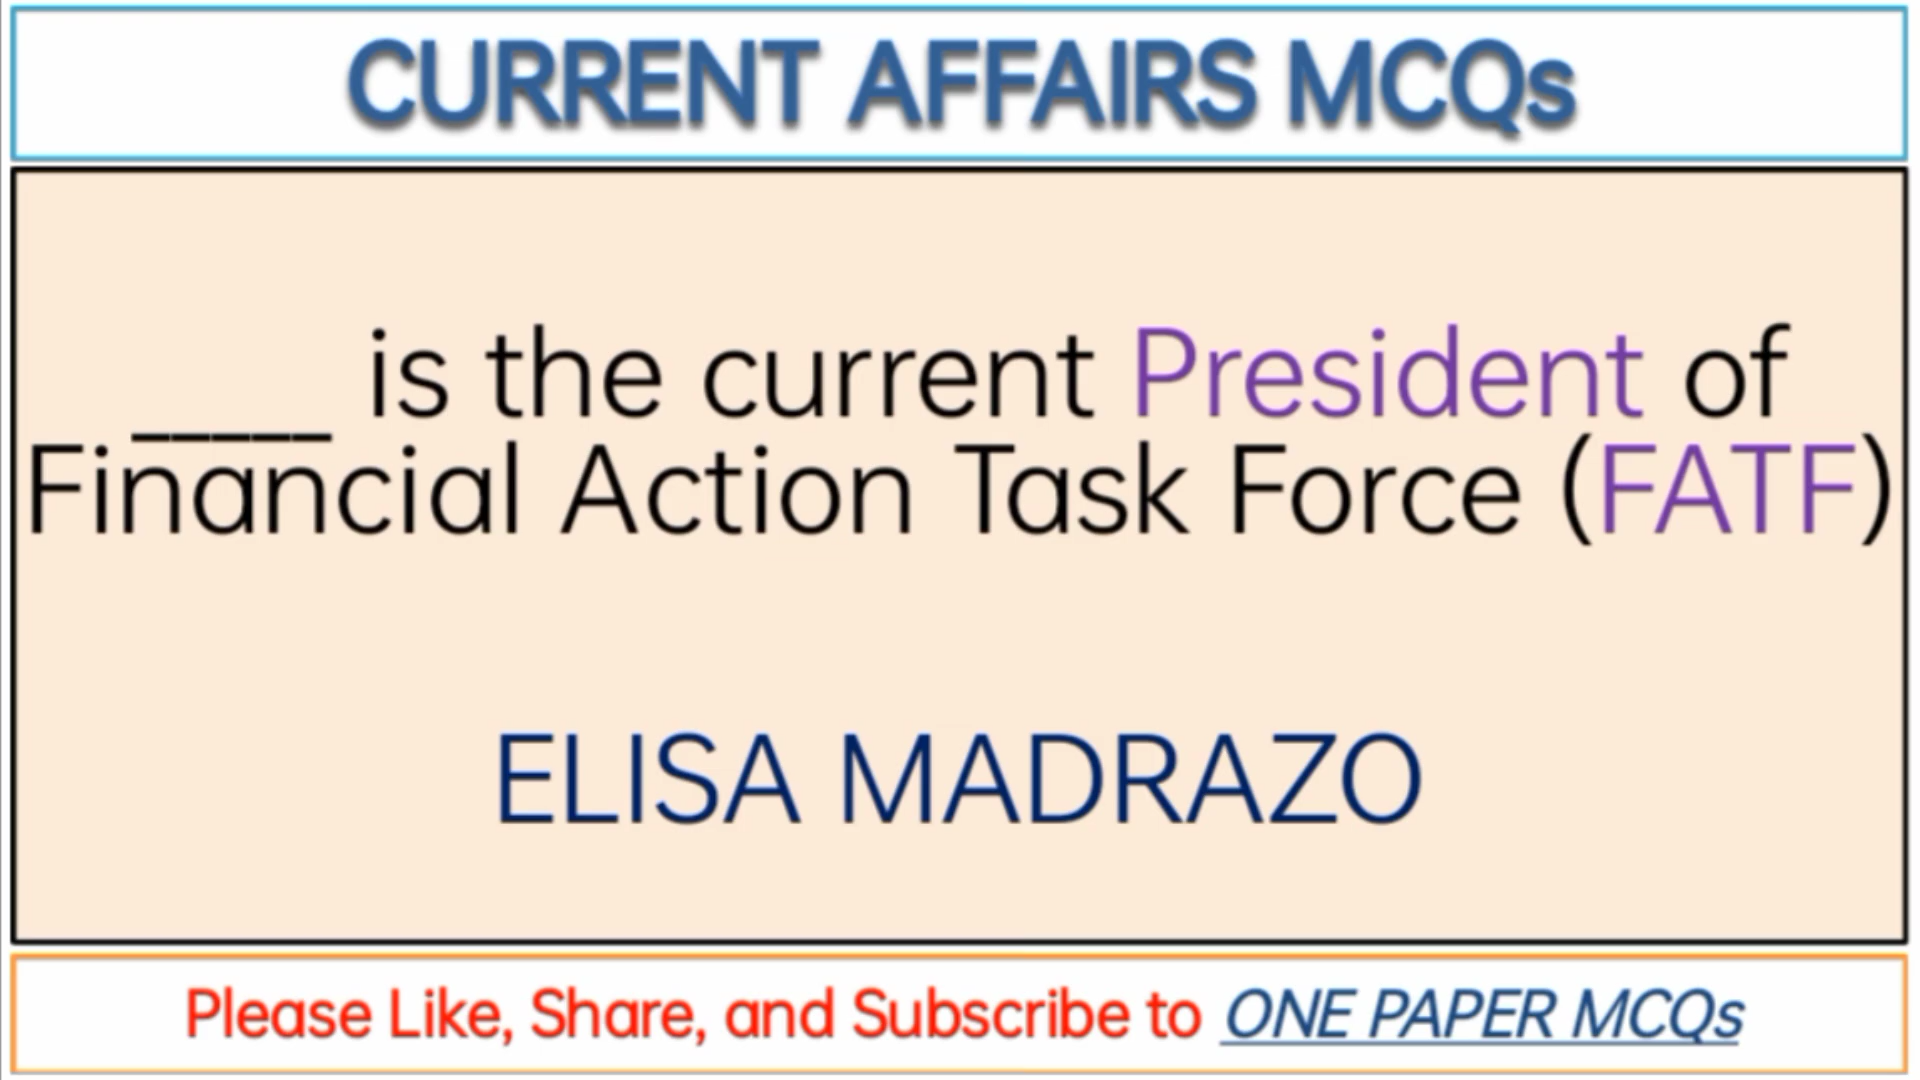 CURRENT AFFAIRS MCQs
_____ is the current President of
Financial Action Task Force (FATF)
ELISA MADRAZO
Please Like, Share, and Subscribe to ONE PAPER MCQs